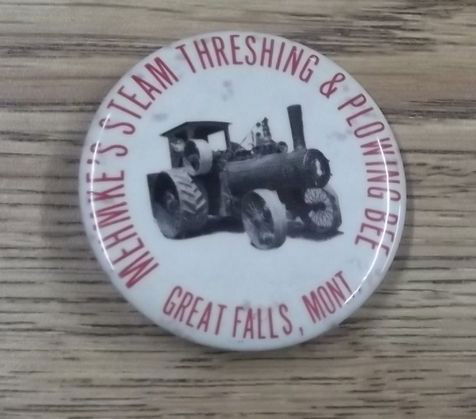 MEHMKE'S STEAM THRESHING & PLOWING BEE
GREAT FALLS, MONT